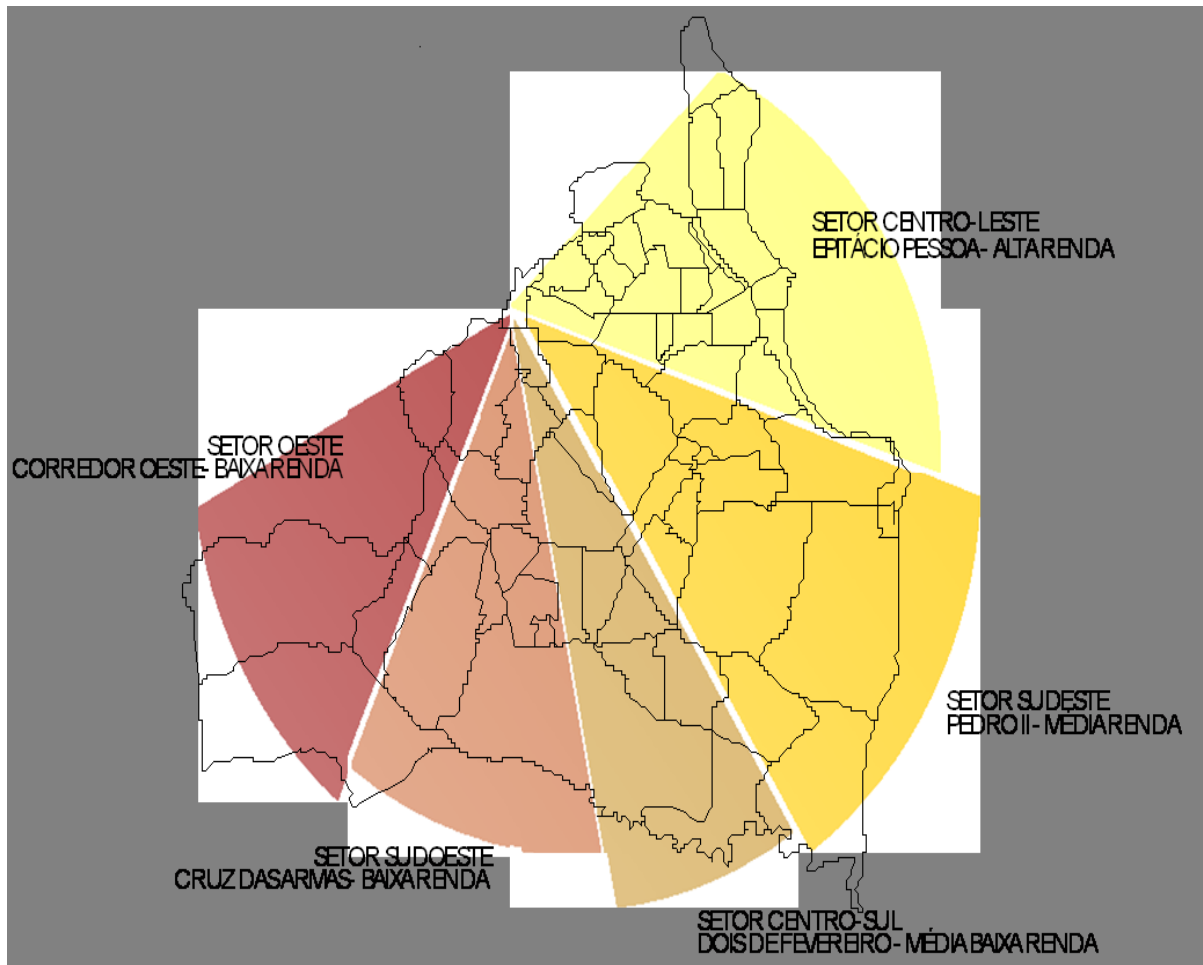 SETOR CENTRO-LESTE
EPITÁCIO PESSOA- ALTA RENDA
SETOR OESTE
CORREDOR OESTE- BAIXA RENDA
SETOR SUDESTE
PEDRO II - MÉDIA RENDA
SETOR SUDOESTE
CRUZ DAS ARMAS- BAIXA RENDA
SETOR CENTRO-SUL
DOIS DE FEVEREIRO - MÉDIA BAIXA RENDA